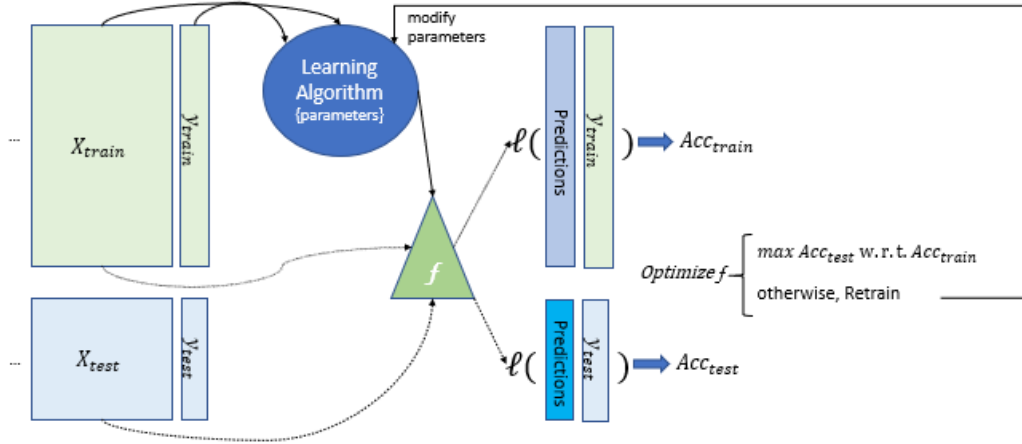 modify
parameters
Learning
Algorithm
{parameters}
...
X_train
y_train
ℓ( Predictions y_train ) Acc_train
f
Optimize f { max Acc_test w.r.t. Acc_train
otherwise, Retrain
...
X_test
y_test
ℓ( Predictions y_test ) Acc_test